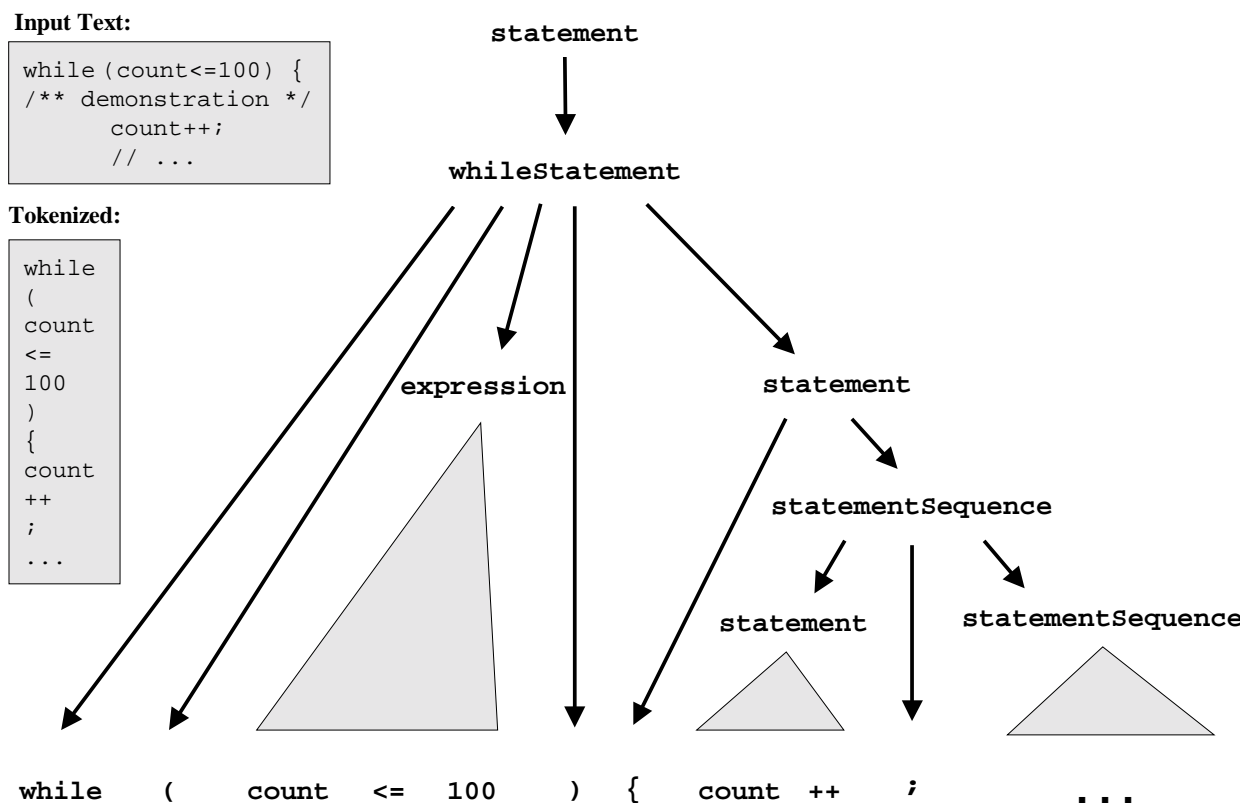 Input Text:
while (count<=100) {
/** demonstration */
count++;
// ...
Tokenized:
while
(
count
<=
100
)
{
count
++
;
...
statement
whileStatement
expression
statement
statementSequence
statement
statementSequence
while ( count <= 100 ) { count ++ ; ...